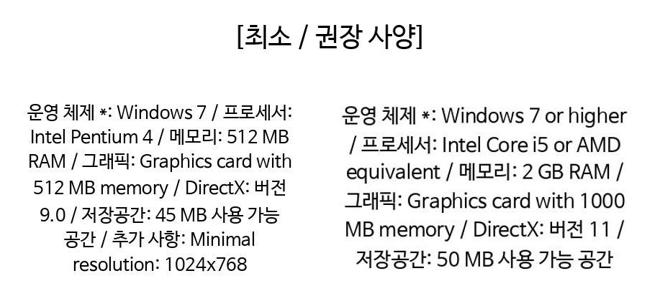 [최소 / 권장 사양]
운영 체제 *: Windows 7 / 프로세서:
Intel Pentium 4 / 메모리: 512 MB
RAM / 그래픽: Graphics card with
512 MB memory / DirectX: 버전
9.0 / 저장공간: 45 MB 사용 가능
공간 / 추가 사항: Minimal
resolution: 1024x768
운영 체제 *: Windows 7 or higher
/ 프로세서: Intel Core i5 or AMD
equivalent / 메모리: 2 GB RAM /
그래픽: Graphics card with 1000
MB memory / DirectX: 버전 11 /
저장공간: 50 MB 사용 가능 공간